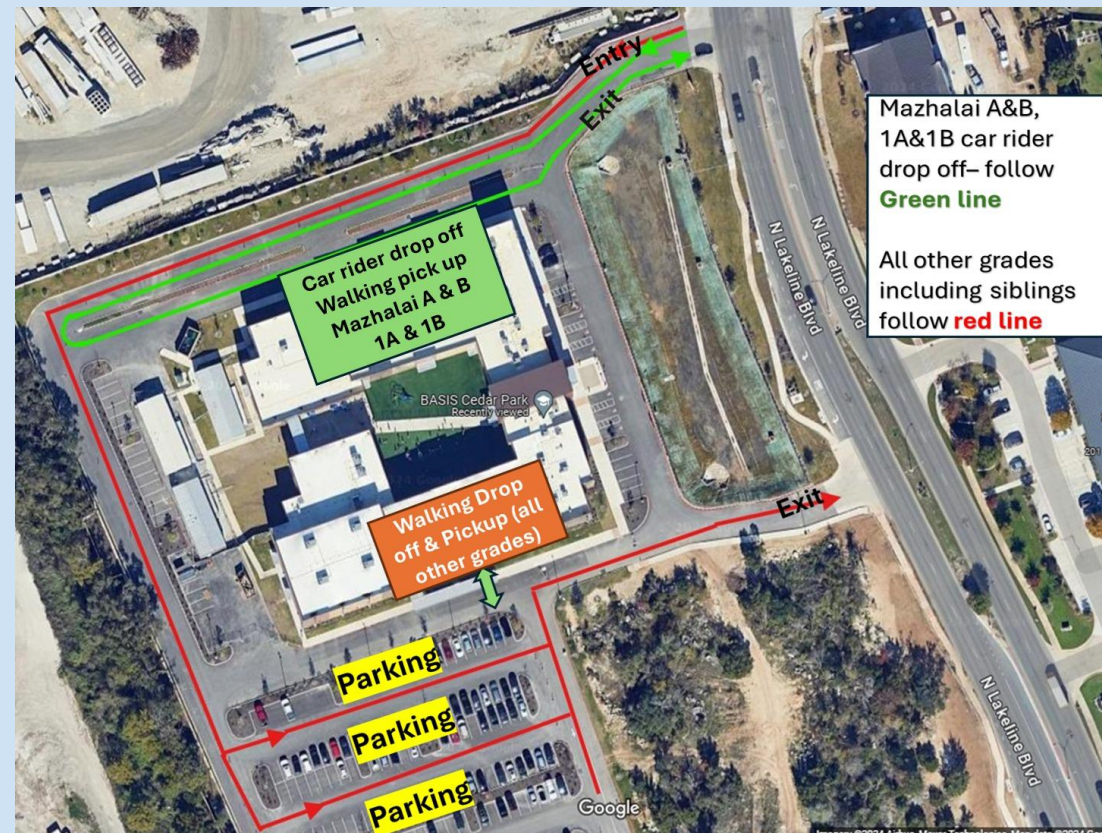 Entry
Exit
Mazhalai A&B,
1A&1B car rider
drop off– follow
Green line
All other grades
including siblings
follow red line
N Lakeline Blvd
N Lakeline Blvd
Car rider drop off
Walking pick up
Mazhalai A & B
1A & 1B
BASIS Cedar Park
Recently viewed
Walking Drop
off & Pickup (all
other grades)
Exit
Parking
Parking
Parking
N Lakeline Blvd
Google